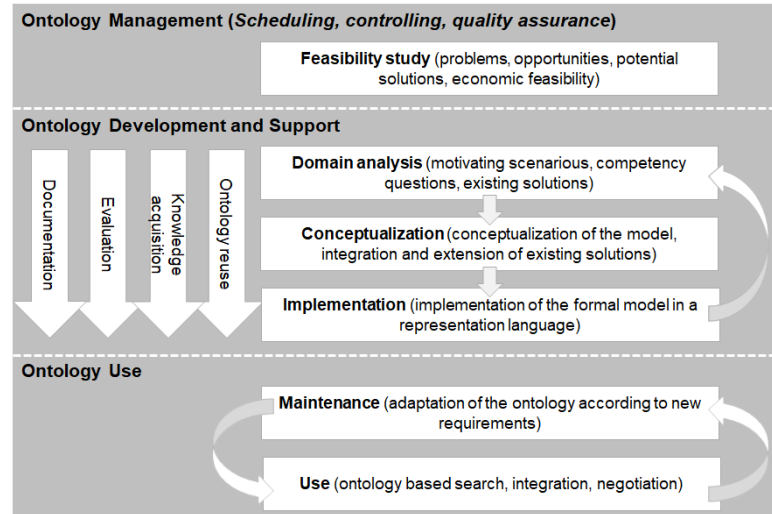 Ontology Management (Scheduling, controlling, quality assurance)
Feasibility study (problems, opportunities, potential
solutions, economic feasibility)
Ontology Development and Support
Documentation
Evaluation
Knowledge
acquisition
Ontology reuse
Domain analysis (motivating scenarious, competency
questions, existing solutions)
Conceptualization (conceptualization of the model,
integration and extension of existing solutions)
Implementation (implementation of the formal model in a
representation language)
Ontology Use
Maintenance (adaptation of the ontology according to new
requirements)
Use (ontology based search, integration, negotiation)